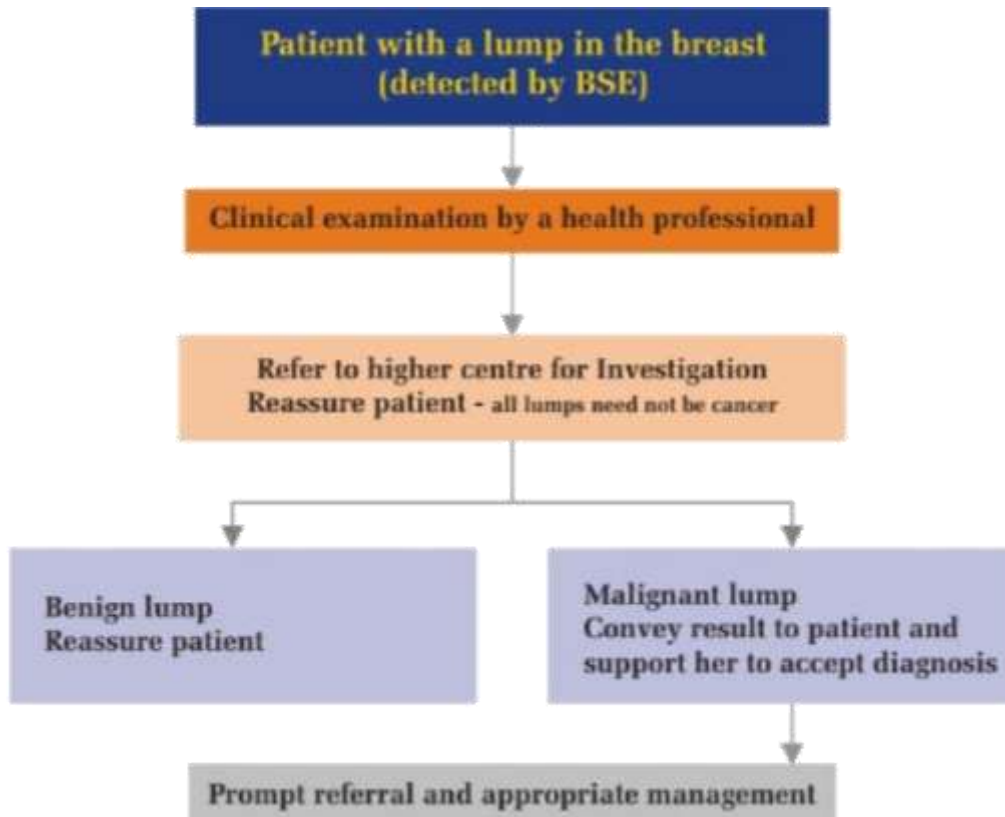 Patient with a lump in the breast
(detected by BSE)
Clinical examination by a health professional
Refer to higher centre for Investigation
Reassure patient - all lumps need not be cancer
Benign lump
Reassure patient
Malignant lump
Convey result to patient and
support her to accept diagnosis
Prompt referral and appropriate management